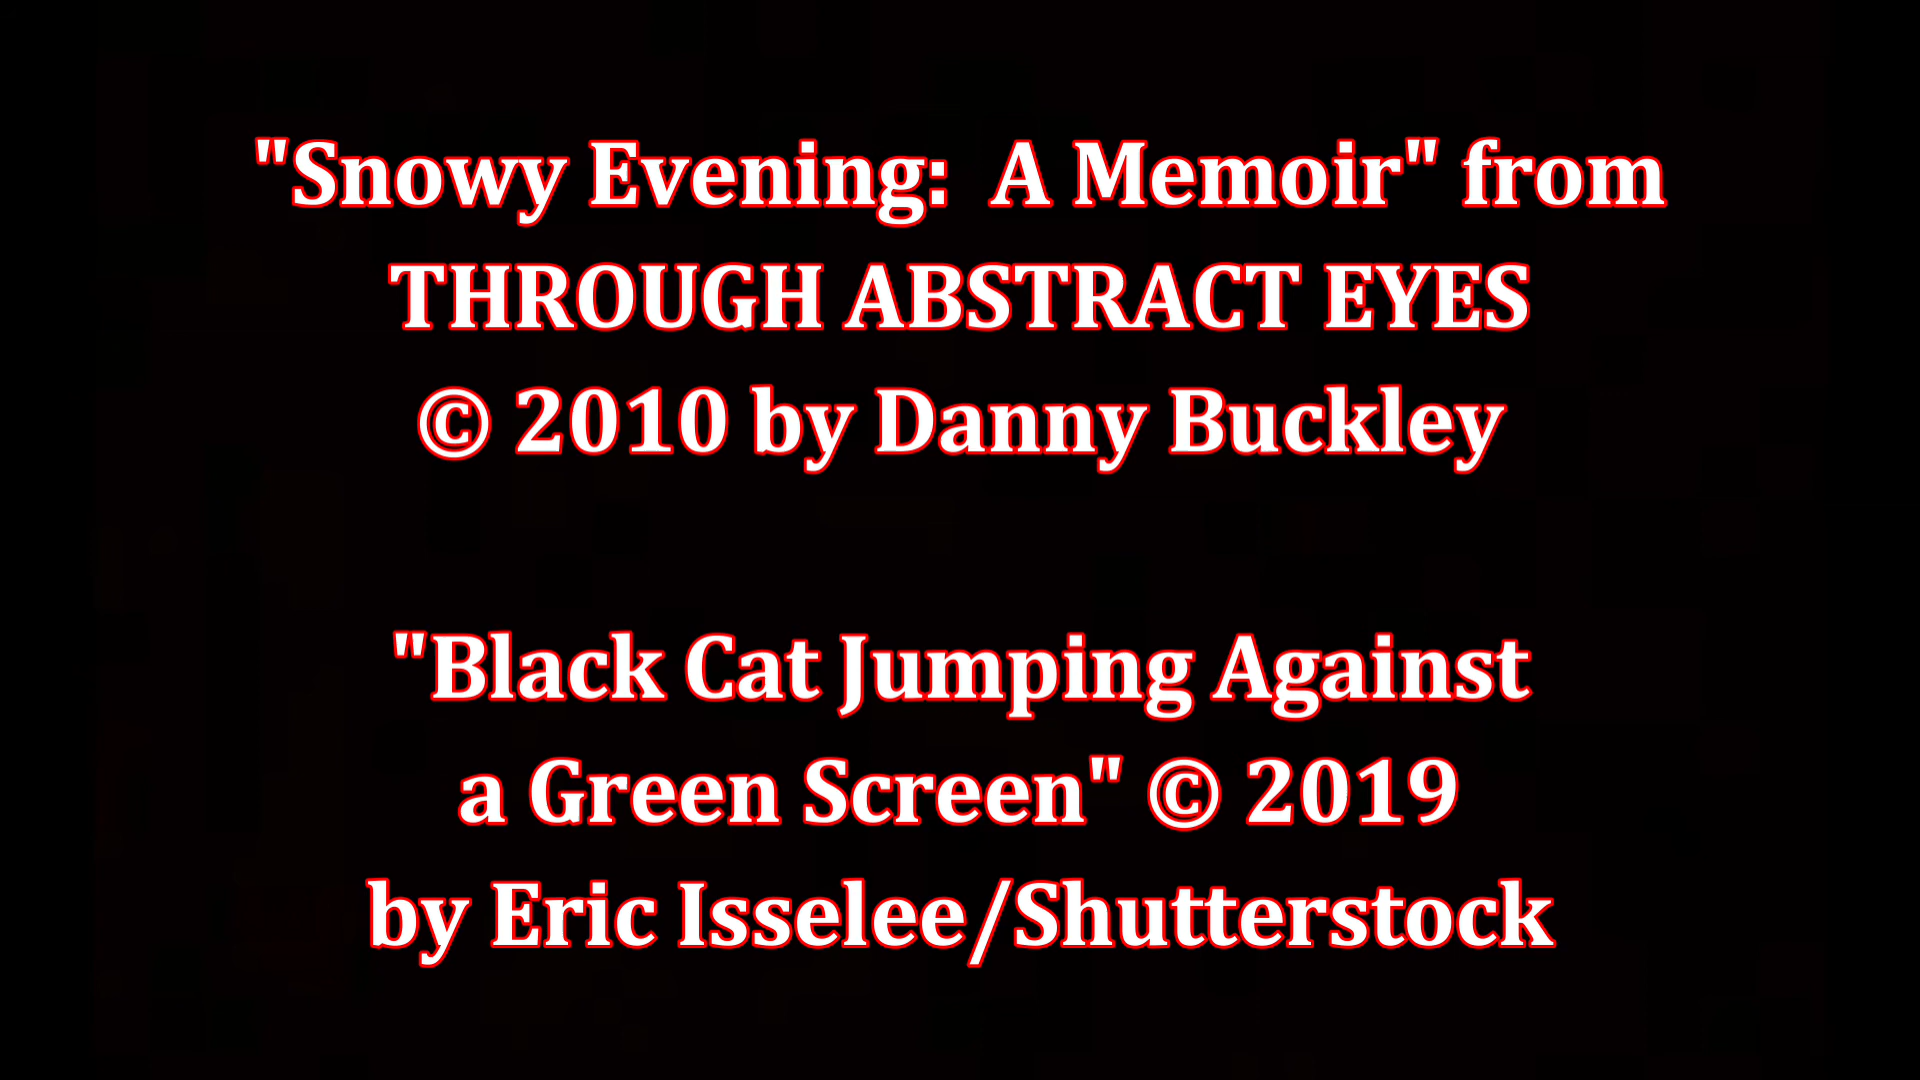 "Snowy Evening:  A Memoir" from
THROUGH ABSTRACT EYES
© 2010 by Danny Buckley
"Black Cat Jumping Against
a Green Screen" © 2019
by Eric Isselee/Shutterstock